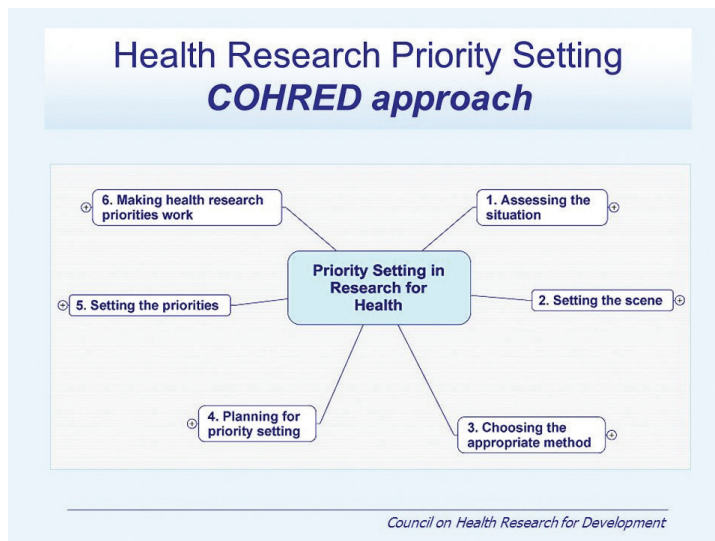 Health Research Priority Setting
COHRED approach
6. Making health research
priorities work
1. Assessing the
situation
Priority Setting in
Research for
Health
5. Setting the priorities
2. Setting the scene
4. Planning for
priority setting
3. Choosing the
appropriate method
Council on Health Research for Development